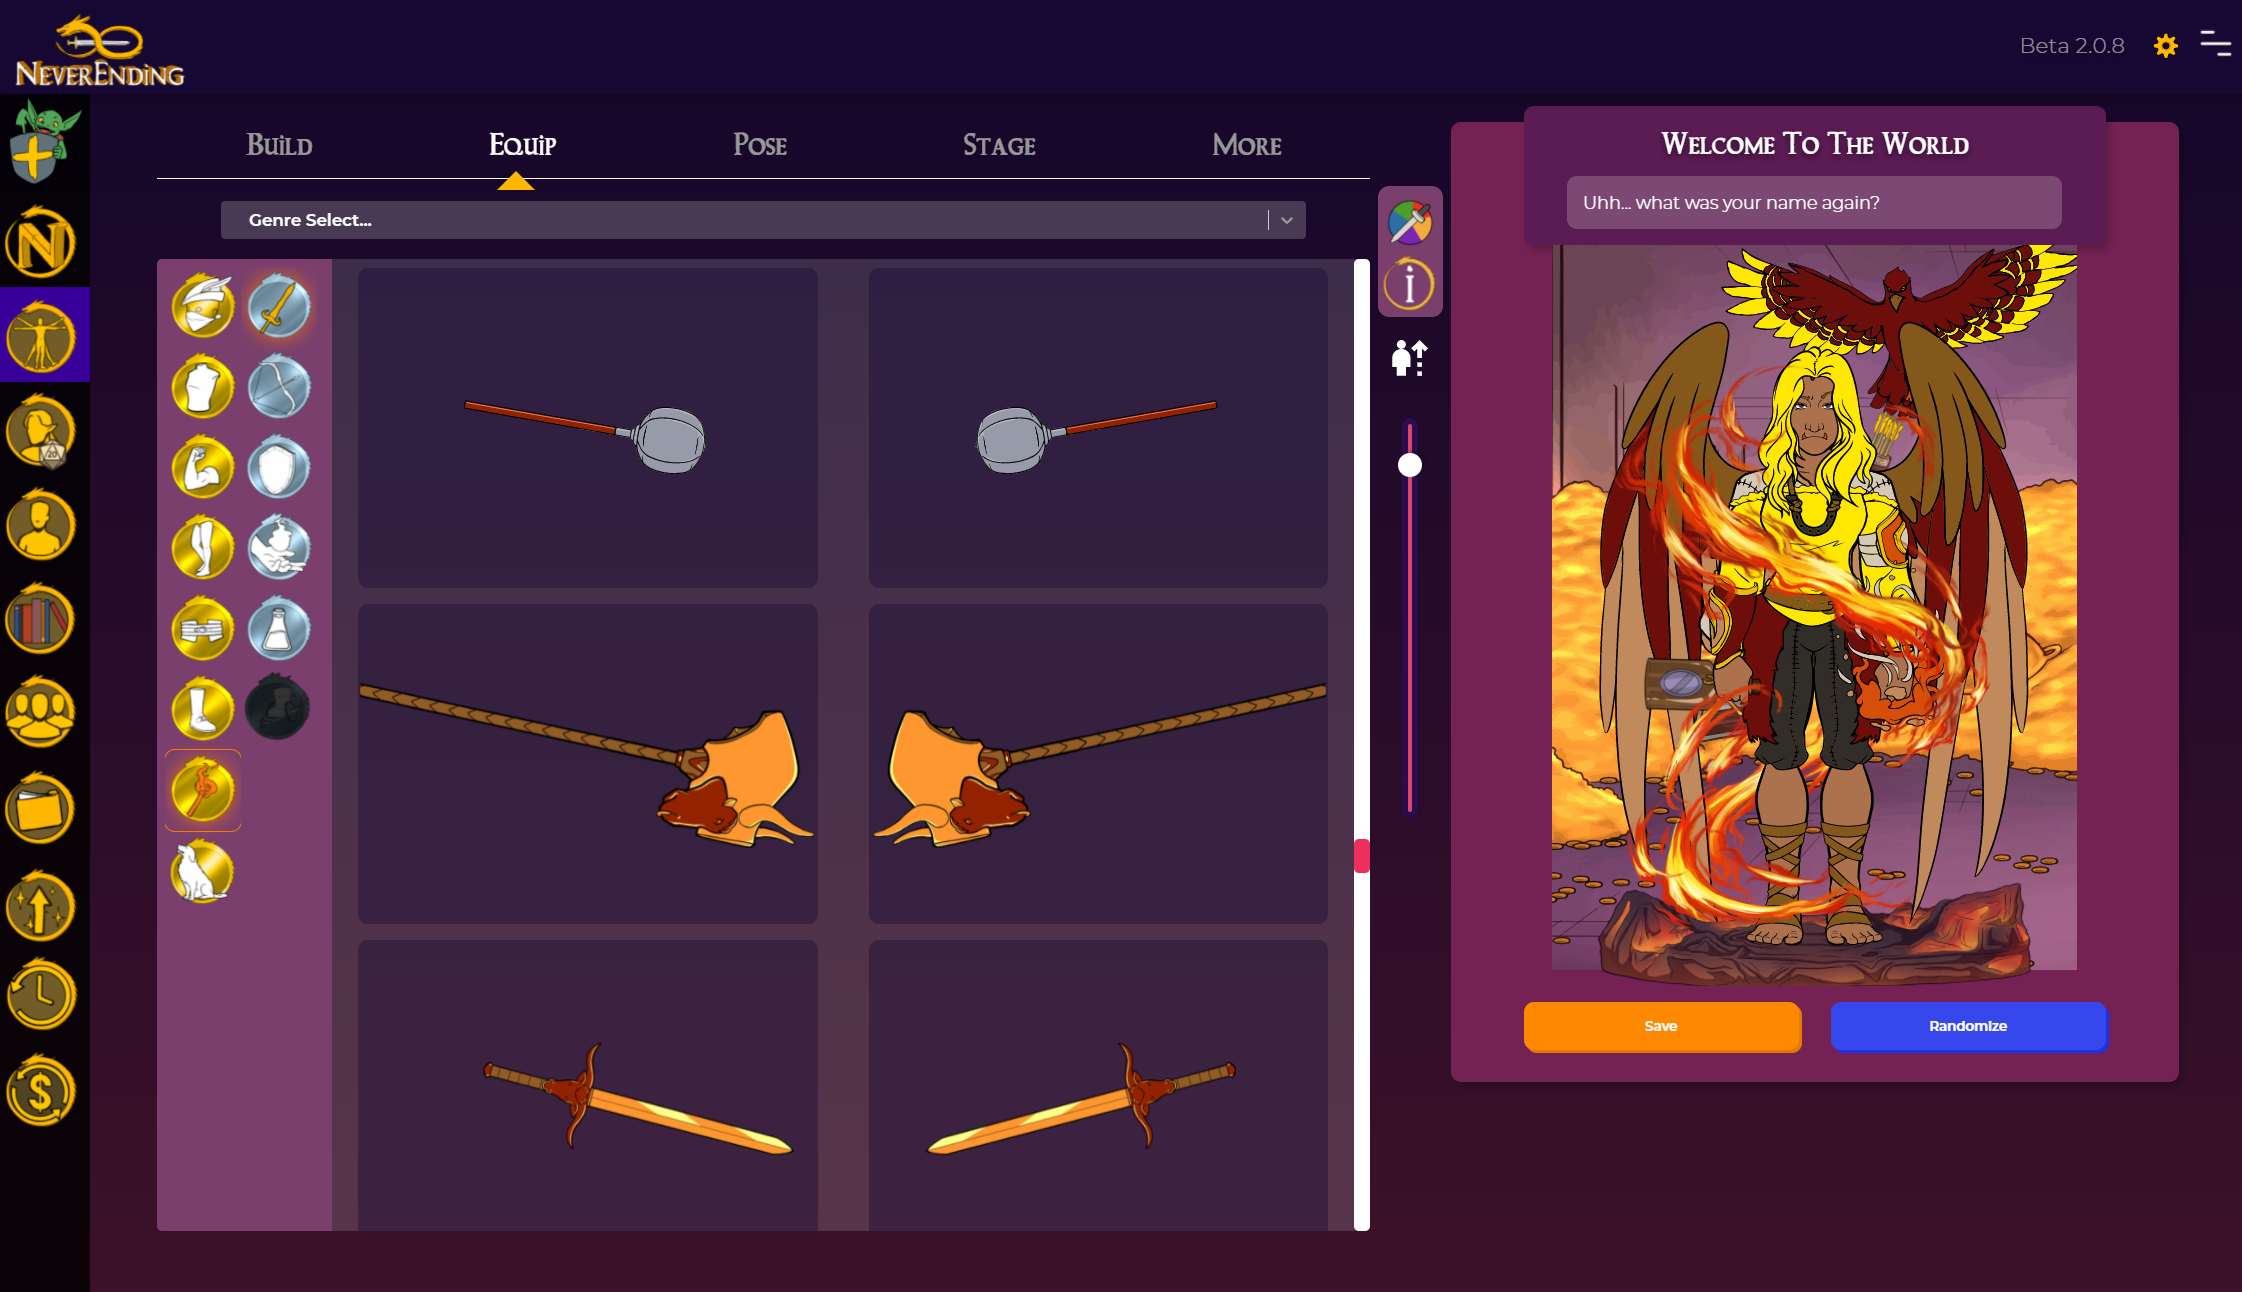 NEVERENDING
Beta 2.0.8
BUILD
EQUIP
POSE
STAGE
MORE
Genre Select...
WELCOME TO THE WORLD
Uhh... what was your name again?
N
20
i
$
Save
Randomize